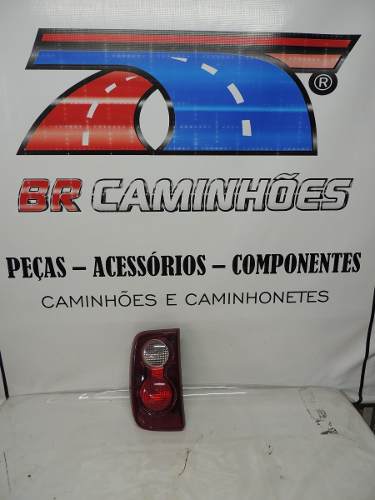 ®
BR CAMINHÕES
PEÇAS – ACESSÓRIOS – COMPONENTES
CAMINHÕES E CAMINHONETES